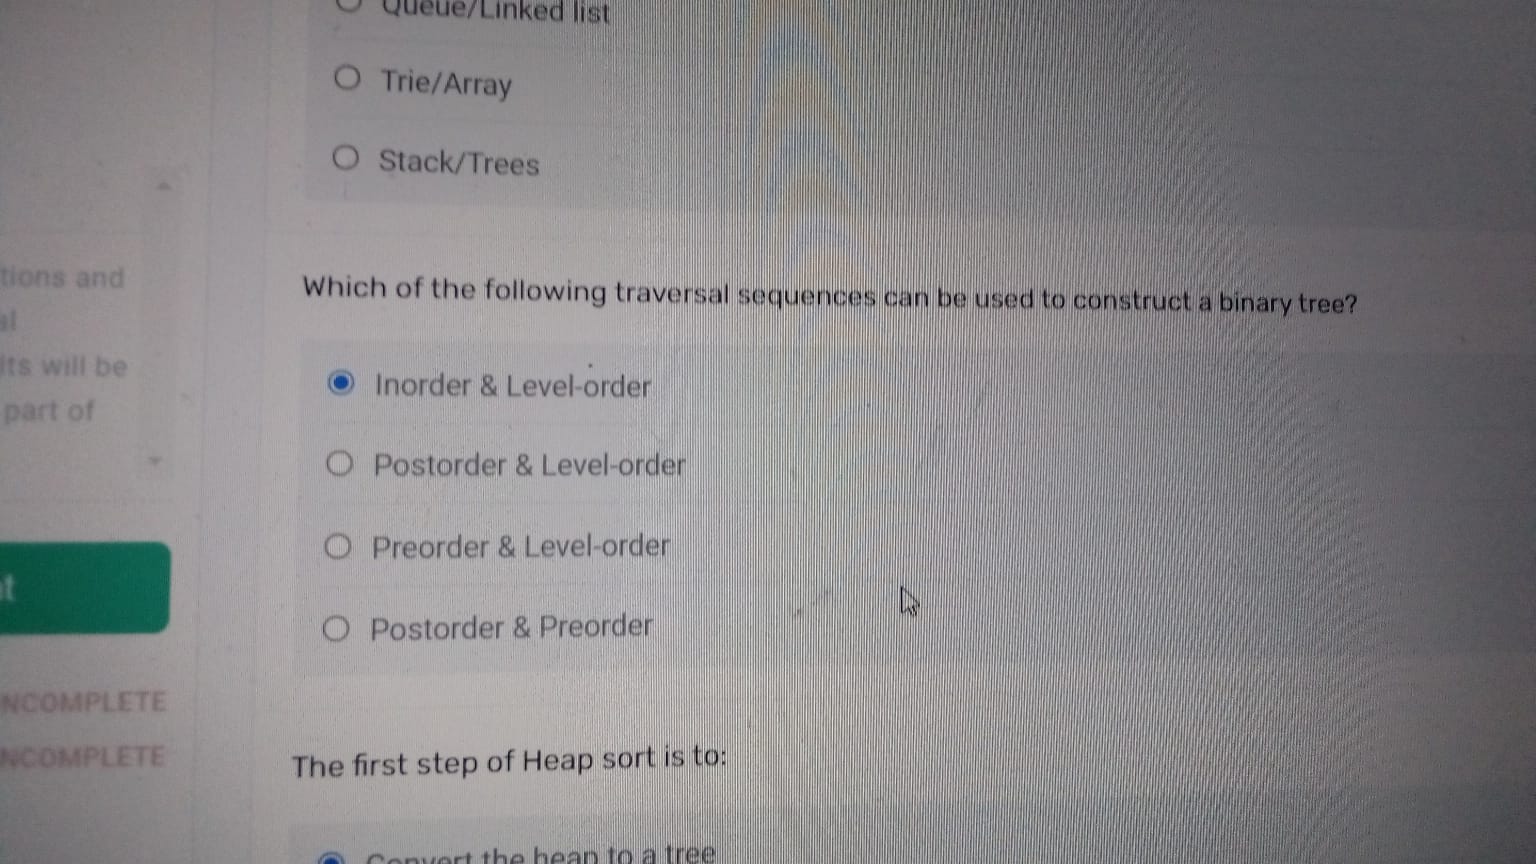 Queue/Linked list
Trie/Array
Stack/Trees
tions and
al
its will be
part of
Which of the following traversal sequences can be used to construct a binary tree?
Inorder & Level-order
Postorder & Level-order
Preorder & Level-order
Postorder & Preorder
NCOMPLETE
NCOMPLETE
The first step of Heap sort is to:
Convert the heap to a tree